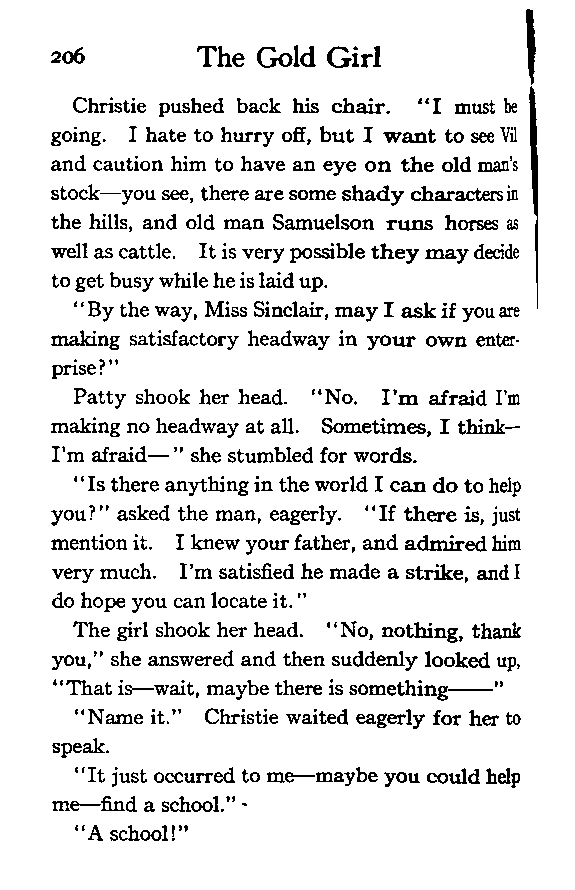 206 The Gold Girl
Christie pushed back his chair. "I must be
going. I hate to hurry off, but I want to see Vil
and caution him to have an eye on the old man's
stock—you see, there are some shady characters in
the hills, and old man Samuelson runs horses as
well as cattle. It is very possible they may decide
to get busy while he is laid up.
"By the way, Miss Sinclair, may I ask if you are
making satisfactory headway in your own enter-
prise?"
Patty shook her head. "No. I'm afraid I'm
making no headway at all. Sometimes, I think—
I'm afraid—" she stumbled for words.
"Is there anything in the world I can do to help
you?" asked the man, eagerly. "If there is, just
mention it. I knew your father, and admired him
very much. I'm satisfied he made a strike, and I
do hope you can locate it."
The girl shook her head. "No, nothing, thank
you," she answered and then suddenly looked up,
"That is—wait, maybe there is something——"
"Name it." Christie waited eagerly for her to
speak.
"It just occurred to me—maybe you could help
me—find a school."
"A school!"